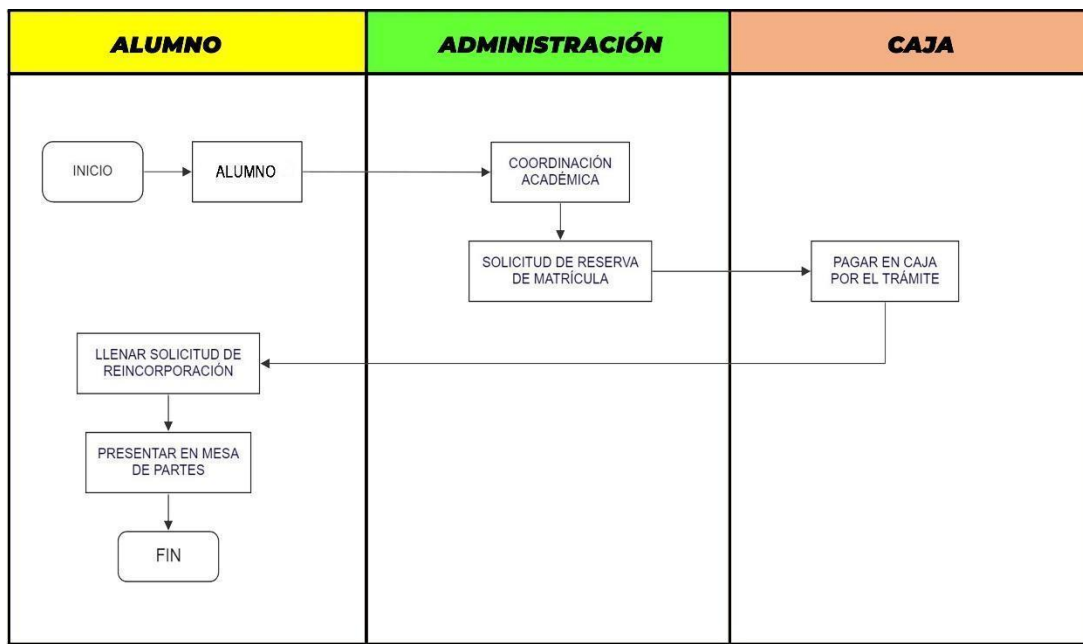 ALUMNO
ADMINISTRACIÓN
CAJA
INICIO
ALUMNO
COORDINACIÓN
ACADÉMICA
SOLICITUD DE RESERVA
DE MATRÍCULA
PAGAR EN CAJA
POR EL TRÁMITE
LLENAR SOLICITUD DE
REINCORPORACIÓN
PRESENTAR EN MESA
DE PARTES
FIN